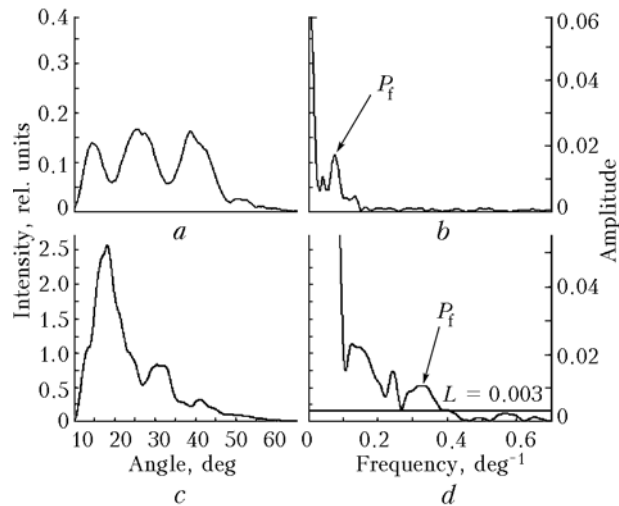 0.4
0.3
0.2
0.1
0
a
0.06
0.04
0.02
0
P_f
b
Intensity, rel. units
Amplitude
2.5
2.0
1.5
1.0
0.5
0
10 20 30 40 50 60
Angle, deg
c
0.04
0.02
0
P_f
L = 0.003
0 0.2 0.4 0.6
Frequency, deg⁻¹
d